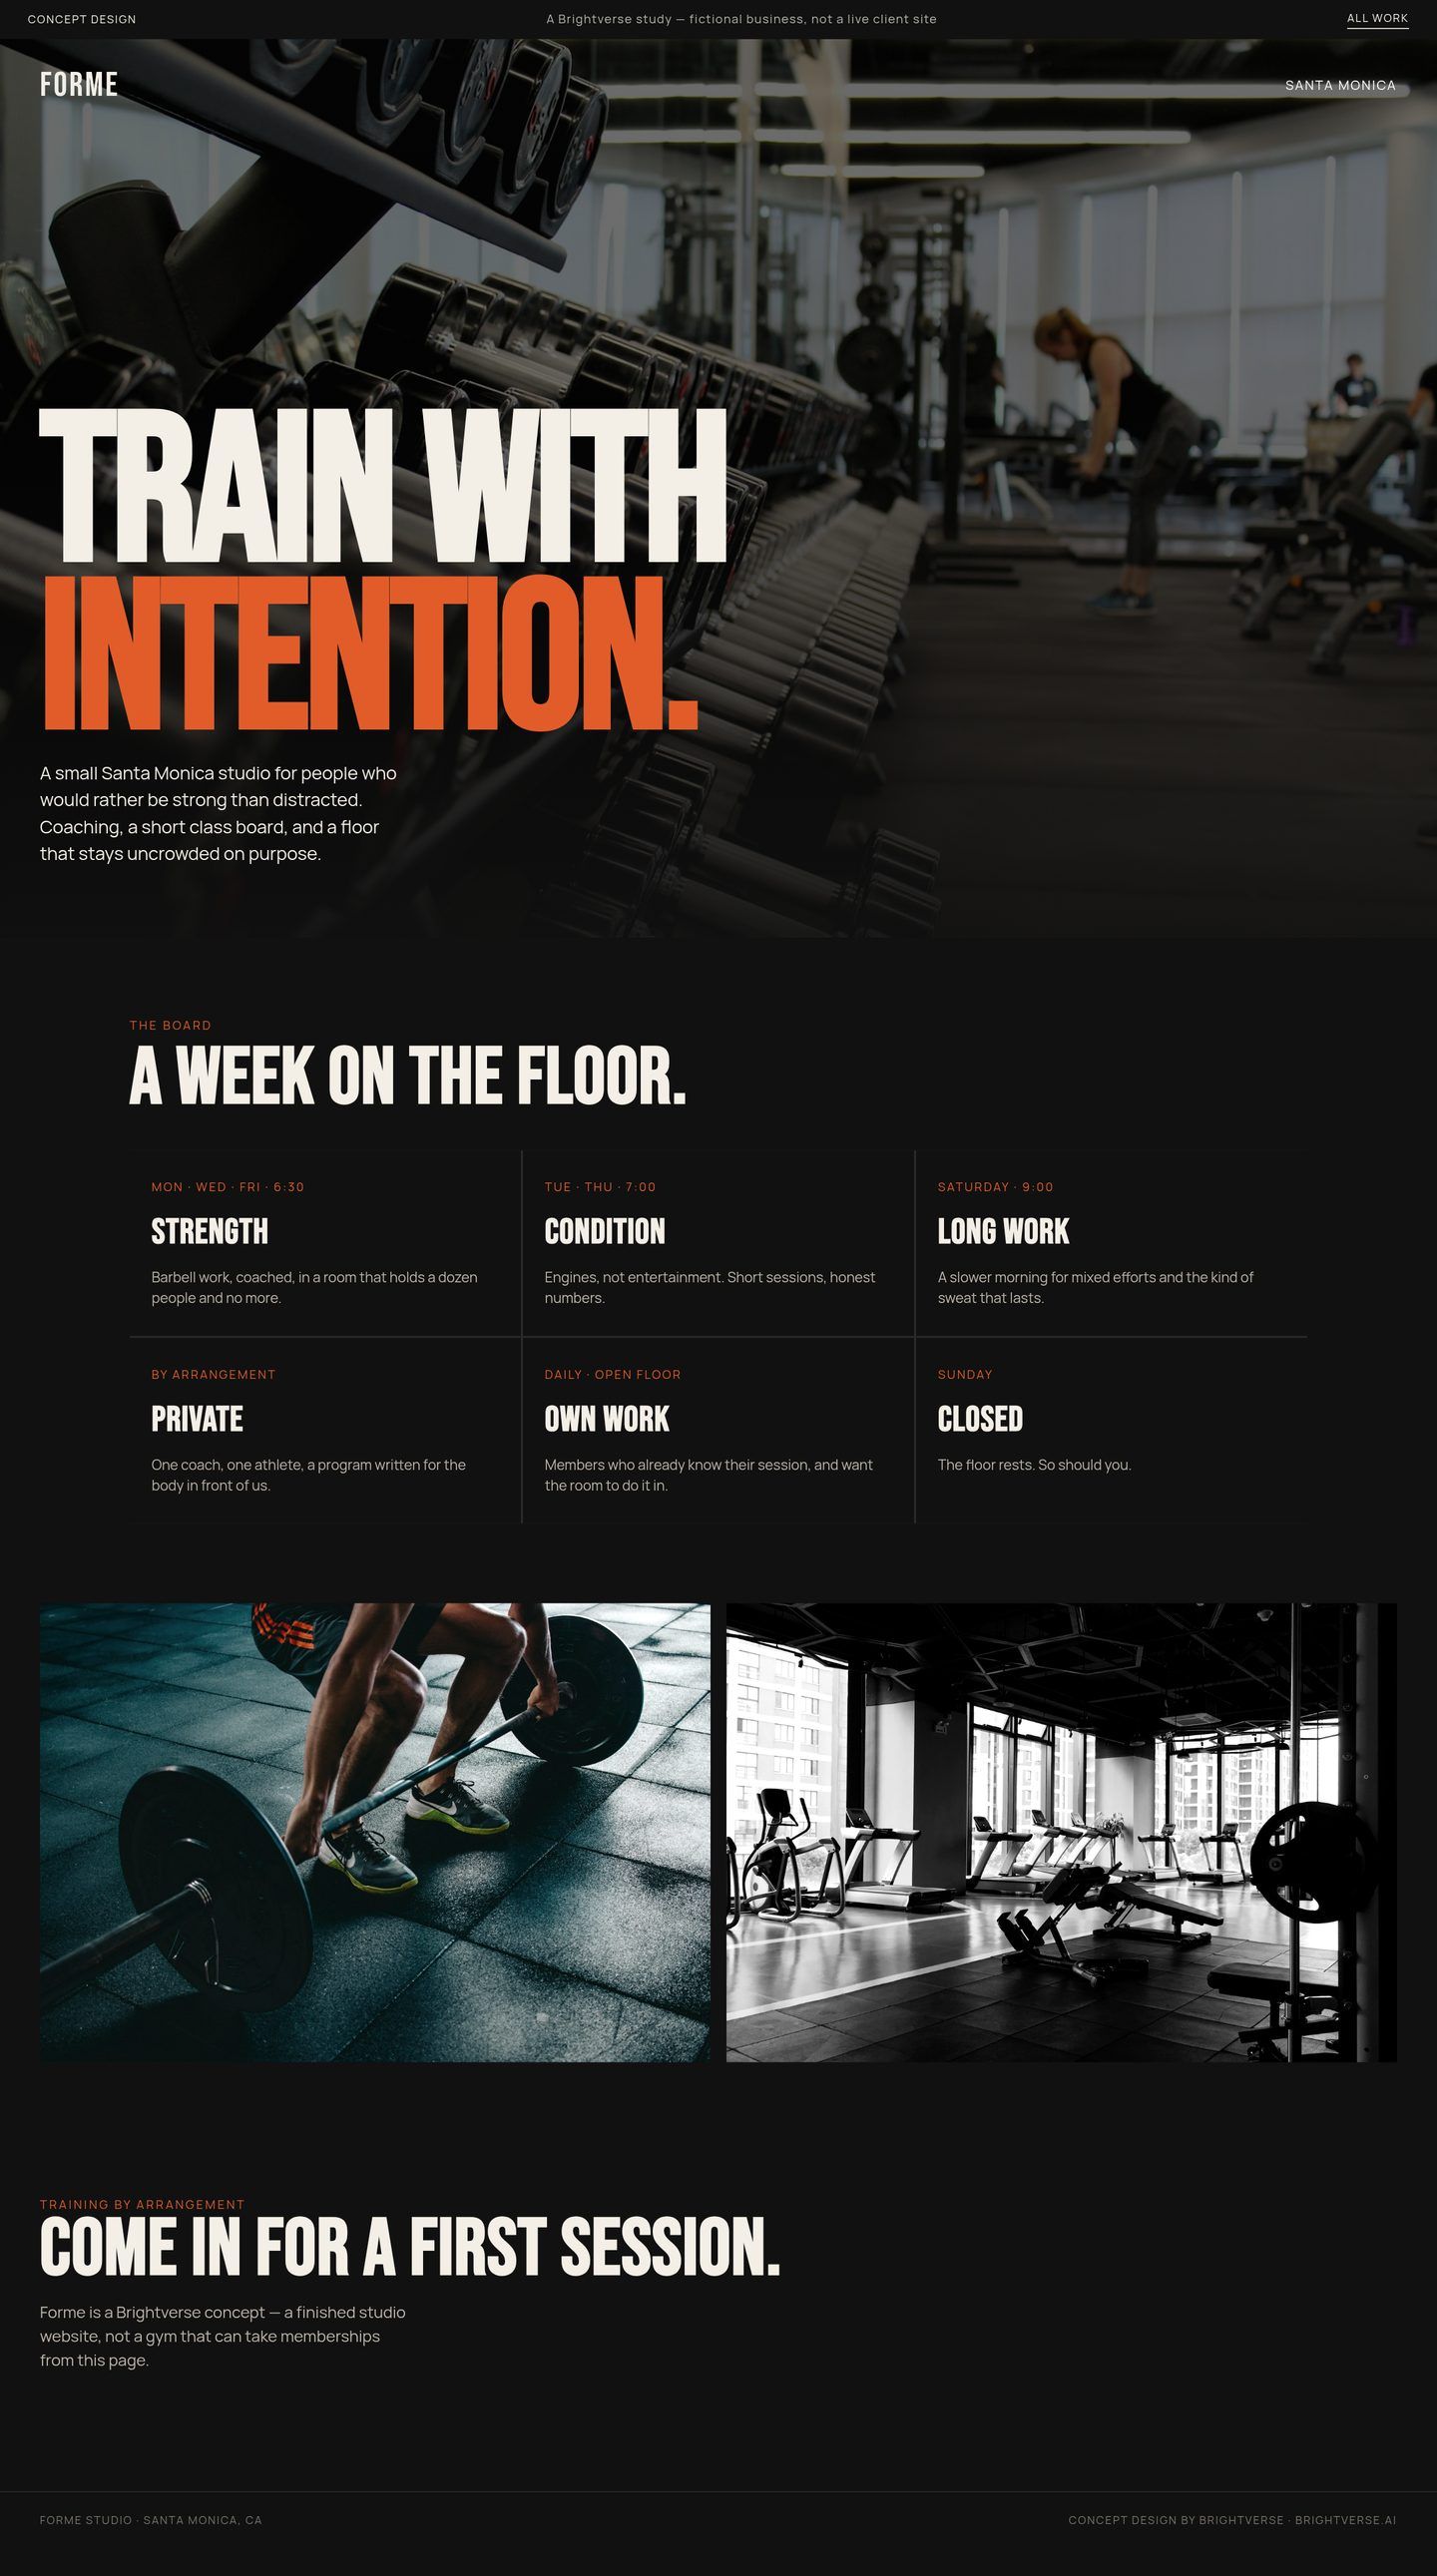 CONCEPT DESIGN
A Brightverse study — fictional business, not a live client site
ALL WORK
FORME
SANTA MONICA
TRAIN WITH
INTENTION.
A small Santa Monica studio for people who
would rather be strong than distracted.
Coaching, a short class board, and a floor
that stays uncrowded on purpose.
THE BOARD
A WEEK ON THE FLOOR.
MON · WED · FRI · 6:30
STRENGTH
Barbell work, coached, in a room that holds a dozen
people and no more.
TUE · THU · 7:00
CONDITION
Engines, not entertainment. Short sessions, honest
numbers.
SATURDAY · 9:00
LONG WORK
A slower morning for mixed efforts and the kind of
sweat that lasts.
BY ARRANGEMENT
PRIVATE
One coach, one athlete, a program written for the
body in front of us.
DAILY · OPEN FLOOR
OWN WORK
Members who already know their session, and want
the room to do it in.
SUNDAY
CLOSED
The floor rests. So should you.
TRAINING BY ARRANGEMENT
COME IN FOR A FIRST SESSION.
Forme is a Brightverse concept — a finished studio
website, not a gym that can take memberships
from this page.
FORME STUDIO · SANTA MONICA, CA
CONCEPT DESIGN BY BRIGHTVERSE · BRIGHTVERSE.AI